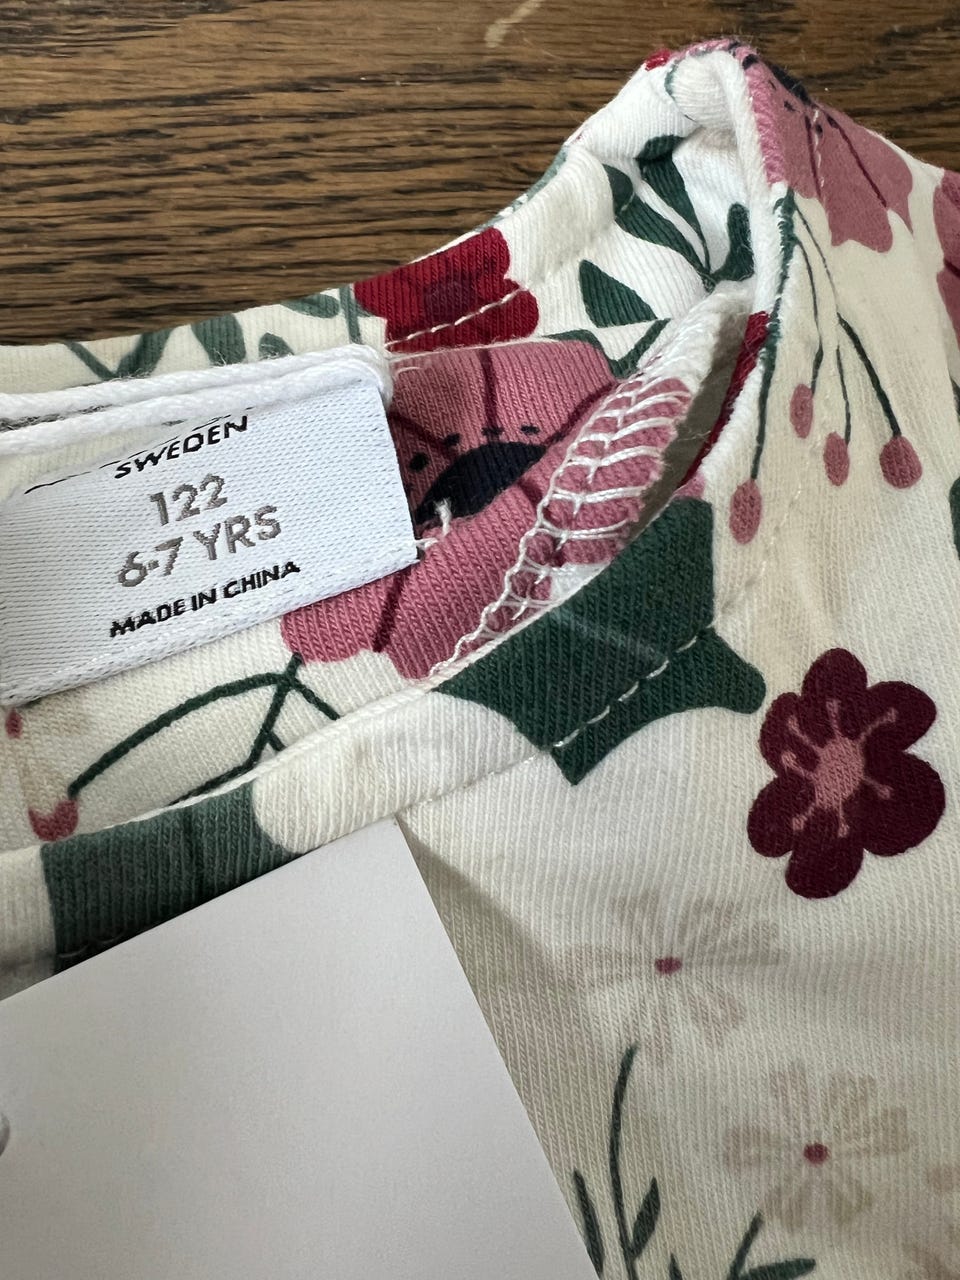 SWEDEN
122
6-7 YRS
MADE IN CHINA